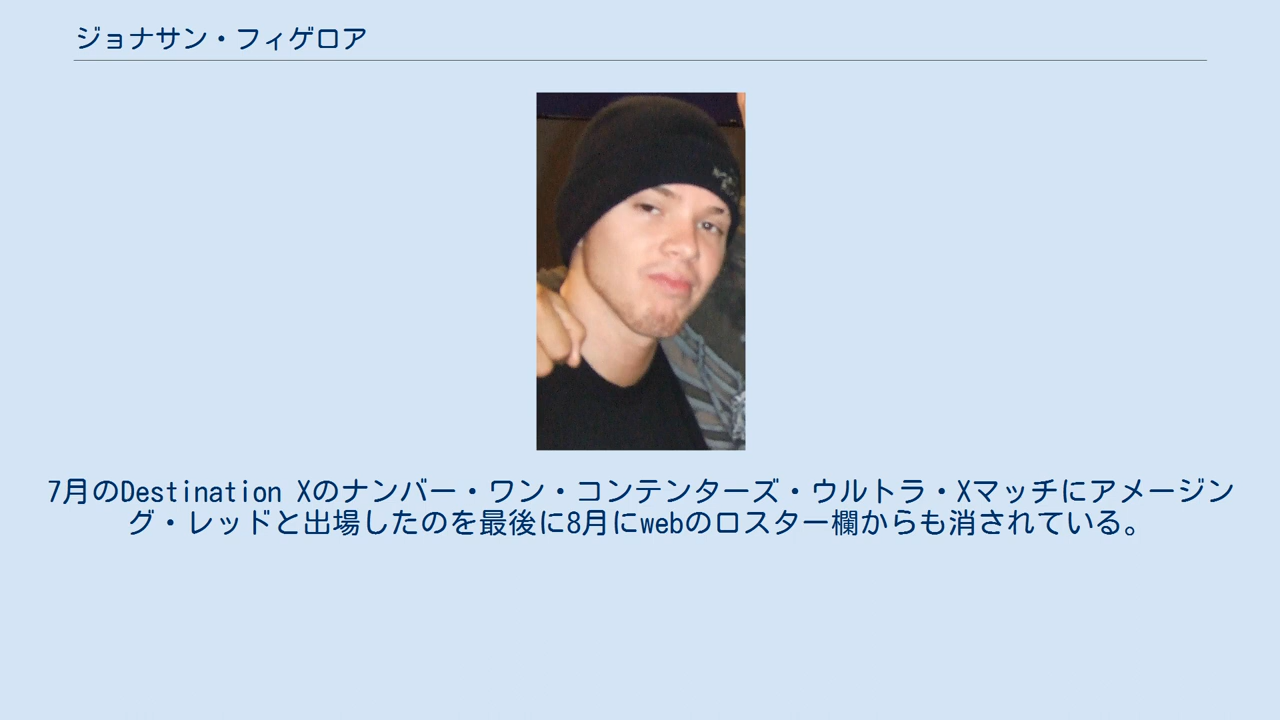 ジョナサン・フィゲロア
7月のDestination Xのナンバー・ワン・コンテンターズ・ウルトラ・Xマッチにアメージン
グ・レッドと出場したのを最後に8月にwebのロスター欄からも消されている。